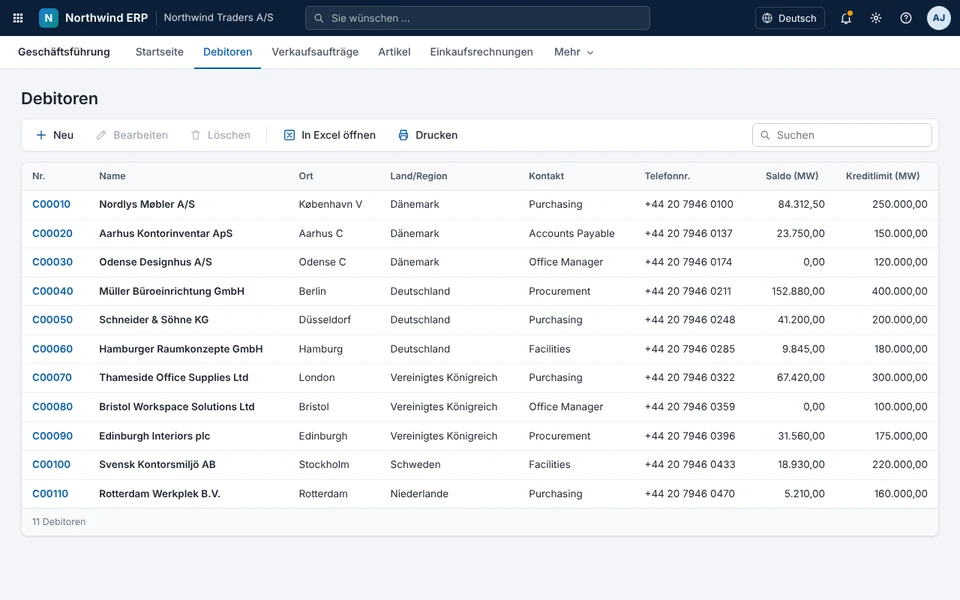 N Northwind ERP Northwind Traders A/S Sie wünschen ... Deutsch AJ
Geschäftsführung Startseite Debitoren Verkaufsaufträge Artikel Einkaufsrechnungen Mehr
Debitoren
Neu Bearbeiten Löschen In Excel öffnen Drucken Suchen
Nr. Name Ort Land/Region Kontakt Telefonnr. Saldo (MW) Kreditlimit (MW)
C00010 Nordlys Møbler A/S København V Dänemark Purchasing +44 20 7946 0100 84.312,50 250.000,00
C00020 Aarhus Kontorinventar ApS Aarhus C Dänemark Accounts Payable +44 20 7946 0137 23.750,00 150.000,00
C00030 Odense Designhus A/S Odense C Dänemark Office Manager +44 20 7946 0174 0,00 120.000,00
C00040 Müller Büroeinrichtung GmbH Berlin Deutschland Procurement +44 20 7946 0211 152.880,00 400.000,00
C00050 Schneider & Söhne KG Düsseldorf Deutschland Purchasing +44 20 7946 0248 41.200,00 200.000,00
C00060 Hamburger Raumkonzepte GmbH Hamburg Deutschland Facilities +44 20 7946 0285 9.845,00 180.000,00
C00070 Thameside Office Supplies Ltd London Vereinigtes Königreich Purchasing +44 20 7946 0322 67.420,00 300.000,00
C00080 Bristol Workspace Solutions Ltd Bristol Vereinigtes Königreich Office Manager +44 20 7946 0359 0,00 100.000,00
C00090 Edinburgh Interiors plc Edinburgh Vereinigtes Königreich Procurement +44 20 7946 0396 31.560,00 175.000,00
C00100 Svensk Kontorsmiljö AB Stockholm Schweden Facilities +44 20 7946 0433 18.930,00 220.000,00
C00110 Rotterdam Werkplek B.V. Rotterdam Niederlande Purchasing +44 20 7946 0470 5.210,00 160.000,00
11 Debitoren